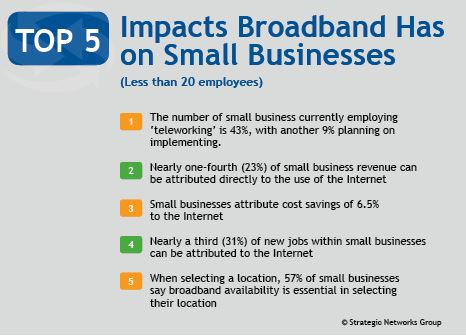 TOP 5
Impacts Broadband Has
on Small Businesses
(Less than 20 employees)
1
The number of small business currently employing
'teleworking' is 43%, with another 9% planning on
implementing.
2
Nearly one-fourth (23%) of small business revenue can
be attributed directly to the use of the Internet
3
Small businesses attribute cost savings of 6.5%
to the Internet
4
Nearly a third (31%) of new jobs within small businesses
can be attributed to the Internet
5
When selecting a location, 57% of small businesses
say broadband availability is essential in selecting
their location
© Strategic Networks Group